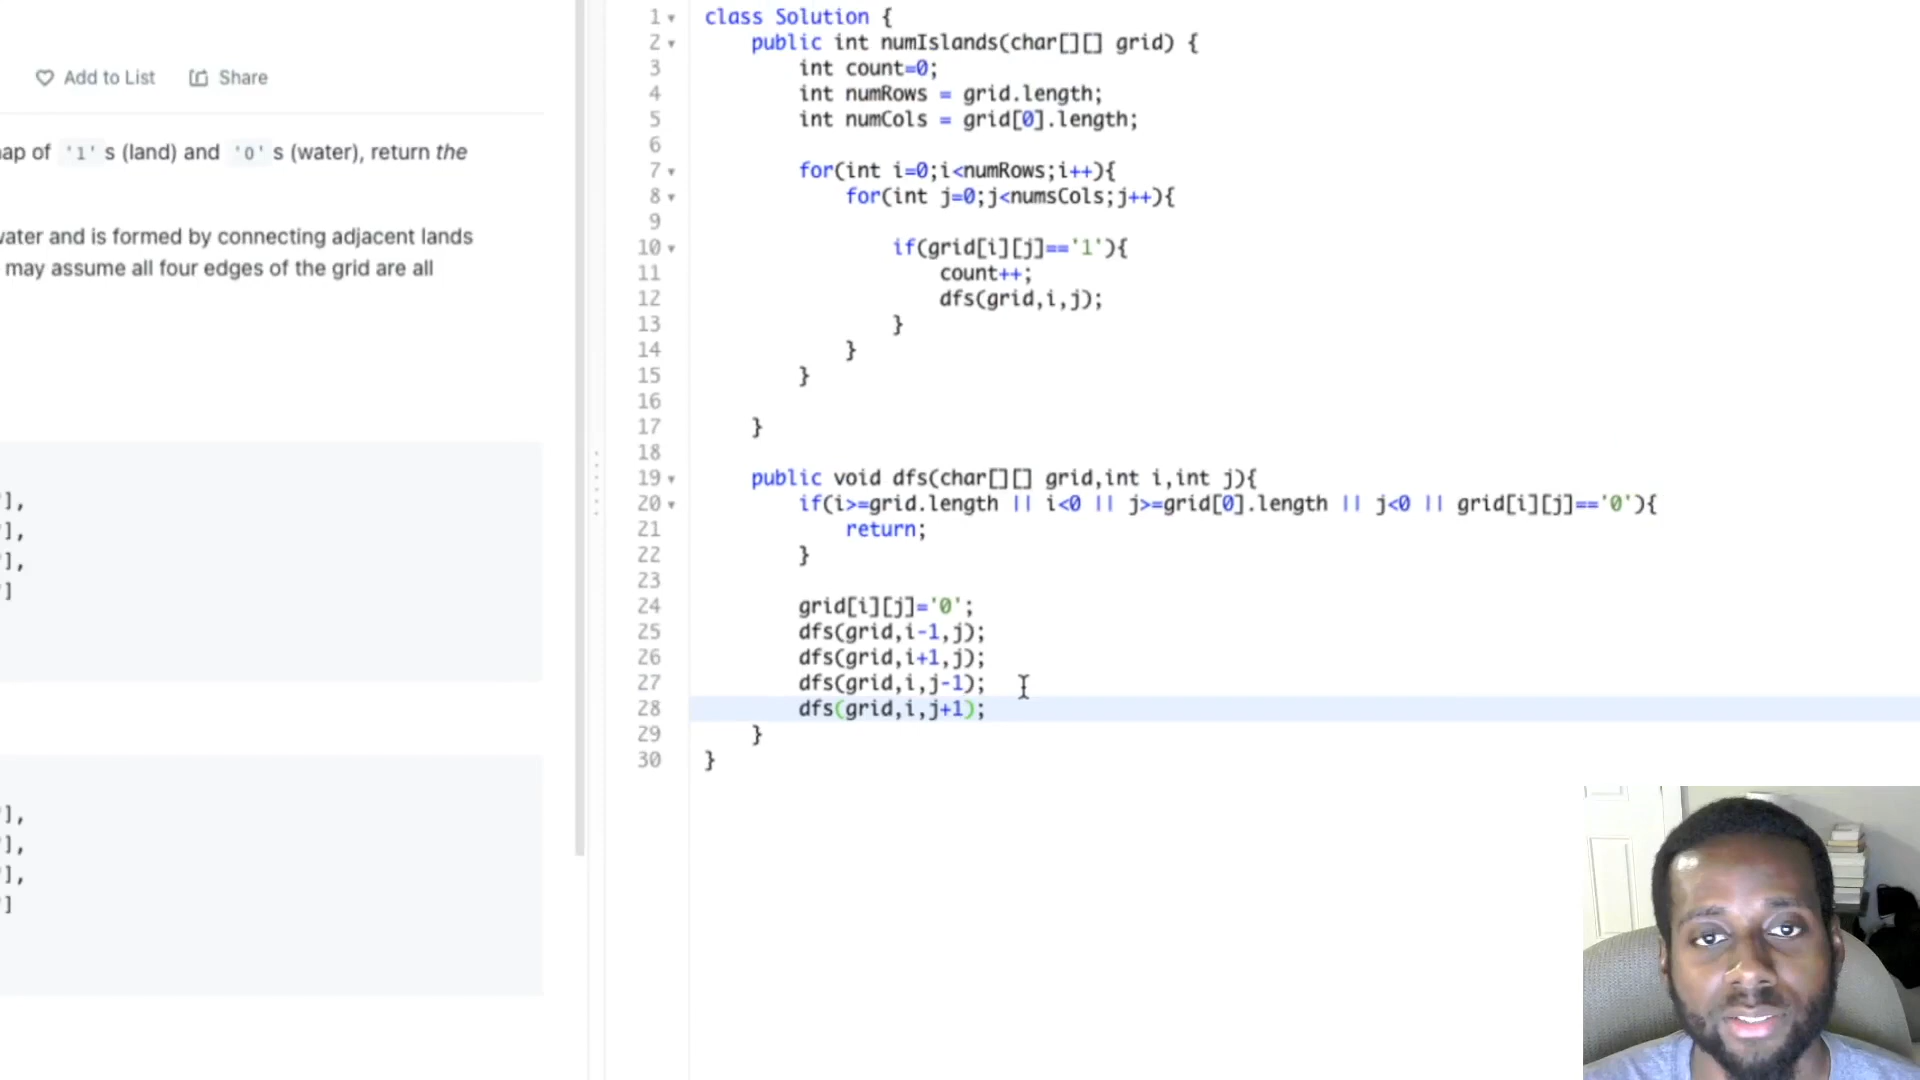 Add to List Share
ap of '1' s (land) and '0' s (water), return the
water and is formed by connecting adjacent lands
may assume all four edges of the grid are all
'],
'],
'],
']
'],
'],
'],
']
1 class Solution {
2 public int numIslands(char[][] grid) {
3 int count=0;
4 int numRows = grid.length;
5 int numCols = grid[0].length;
6
7 for(int i=0;i<numRows;i++){
8 for(int j=0;j<numsCols;j++){
9
10 if(grid[i][j]=='1'){
11 count++;
12 dfs(grid,i,j);
13 }
14 }
15 }
16
17 }
18
19 public void dfs(char[][] grid,int i,int j){
20 if(i>=grid.length || i<0 || j>=grid[0].length || j<0 || grid[i][j]=='0'){
21 return;
22 }
23
24 grid[i][j]='0';
25 dfs(grid,i-1,j);
26 dfs(grid,i+1,j);
27 dfs(grid,i,j-1);
28 dfs(grid,i,j+1);
29 }
30 }